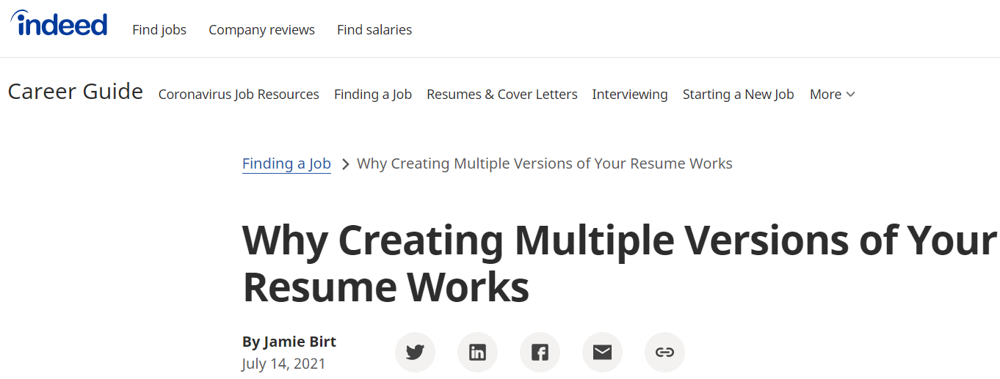 indeed Find jobs Company reviews Find salaries
Career Guide Coronavirus Job Resources Finding a Job Resumes & Cover Letters Interviewing Starting a New Job More
Finding a Job Why Creating Multiple Versions of Your Resume Works
Why Creating Multiple Versions of Your
Resume Works
By Jamie Birt
July 14, 2021